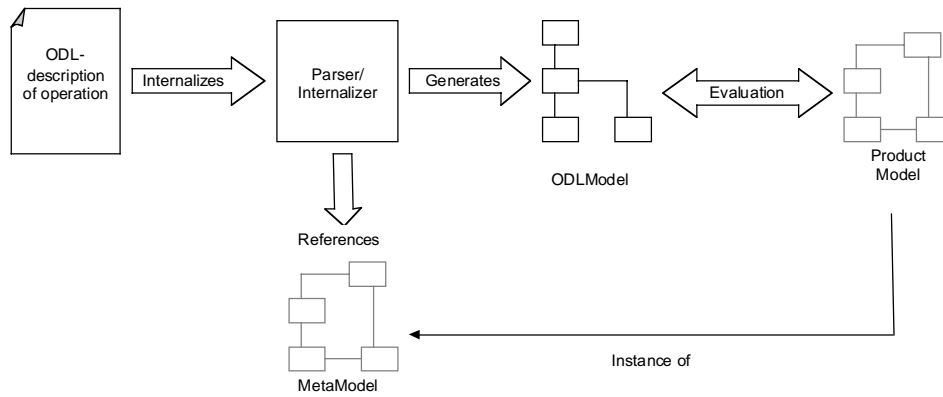 ODL-
description
of operation
Internalizes
Parser/
Internalizer
Generates
ODLModel
Evaluation
Product
Model
References
MetaModel
Instance of